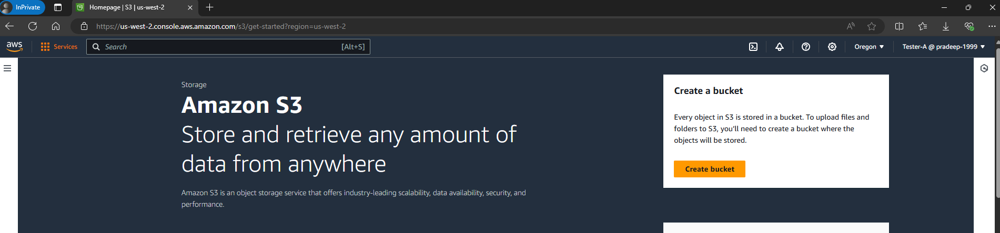 InPrivate
Homepage | S3 | us-west-2
https://us-west-2.console.aws.amazon.com/s3/get-started?region=us-west-2
aws
Services
Search
[Alt+S]
Oregon
Tester-A @ pradeep-1999
Storage
Amazon S3
Store and retrieve any amount of
data from anywhere
Amazon S3 is an object storage service that offers industry-leading scalability, data availability, security, and
performance.
Create a bucket
Every object in S3 is stored in a bucket. To upload files and
folders to S3, you'll need to create a bucket where the
objects will be stored.
Create bucket